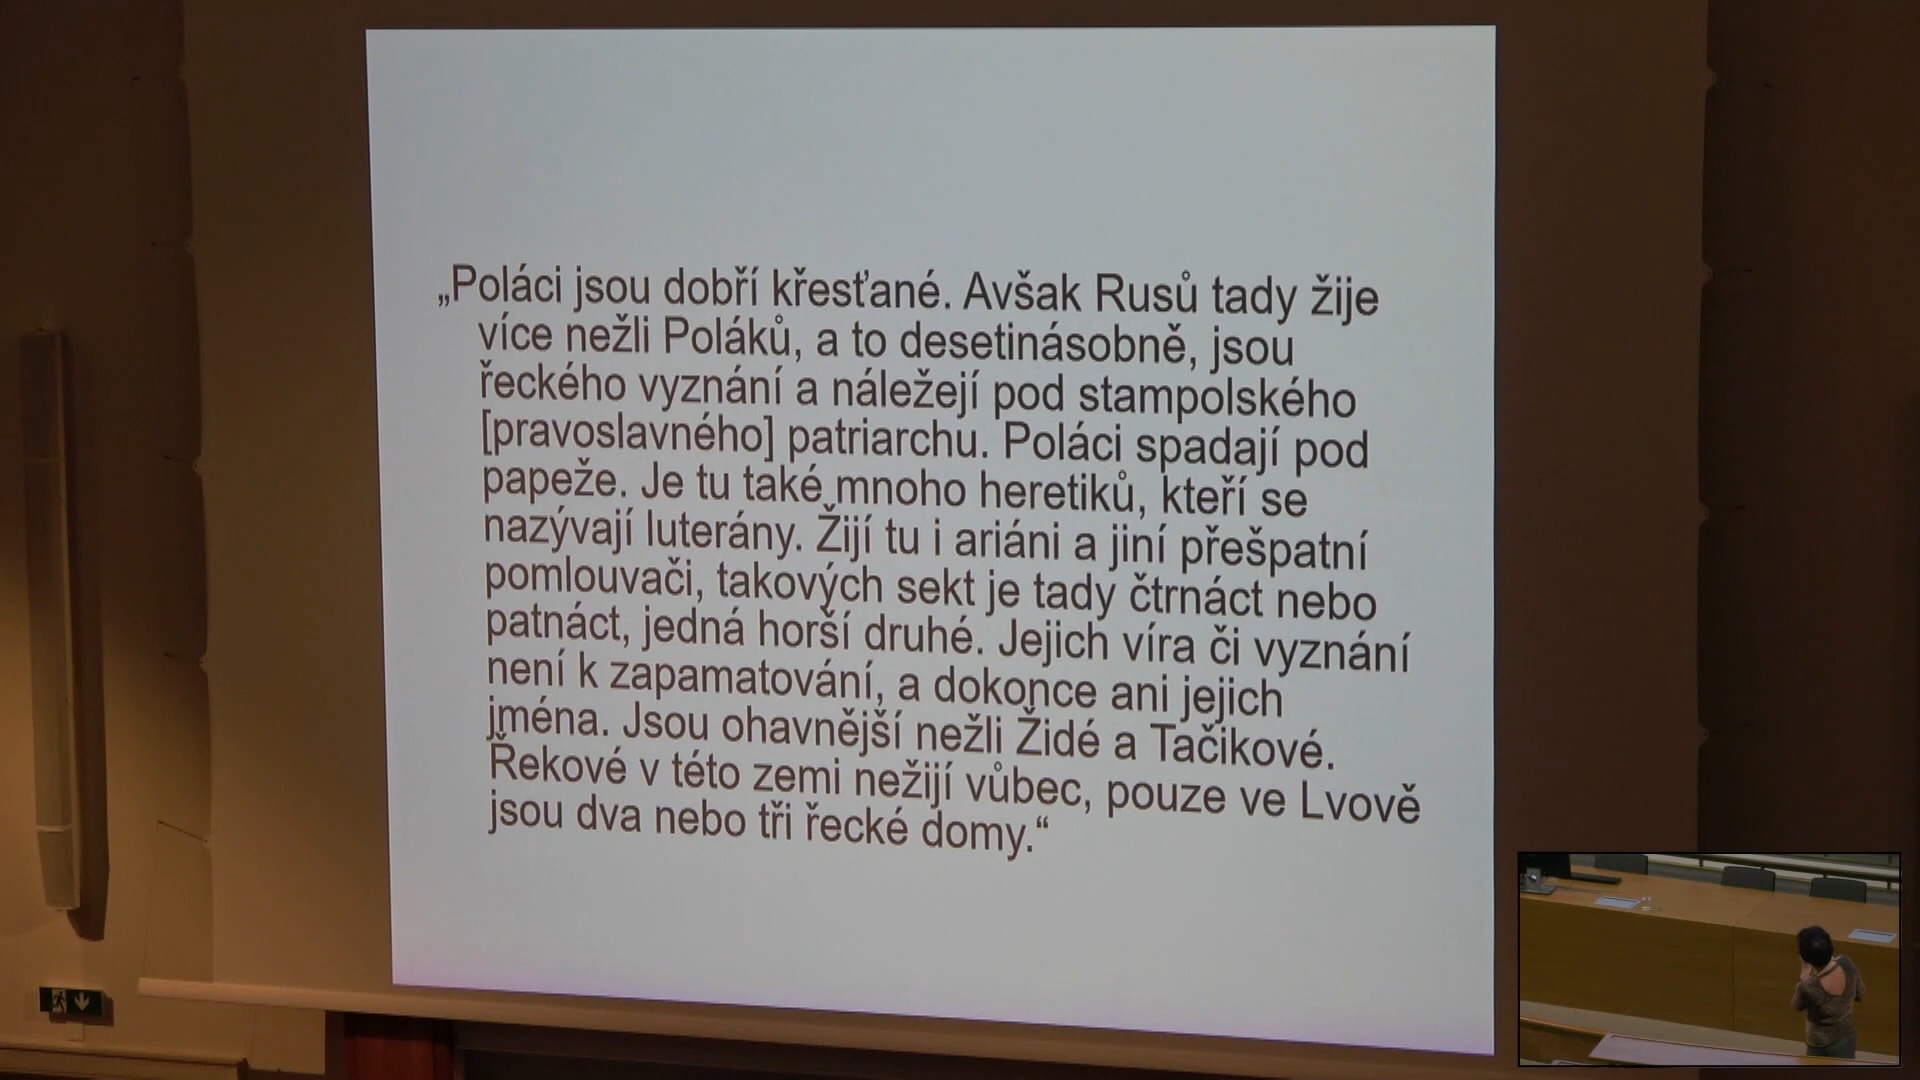 „Poláci jsou dobří křesťané. Avšak Rusů tady žije
více nežli Poláků, a to desetinásobně, jsou
řeckého vyznání a náležejí pod stampolského
[pravoslavného] patriarchu. Poláci spadají pod
papeže. Je tu také mnoho heretiků, kteří se
nazývají luterány. Žijí tu i ariáni a jiní přešpatní
pomlouvači, takových sekt je tady čtrnáct nebo
patnáct, jedná horší druhé. Jejich víra či vyznání
není k zapamatování, a dokonce ani jejich
jména. Jsou ohavnější nežli Židé a Tačikové.
Řekové v této zemi nežijí vůbec, pouze ve Lvově
jsou dva nebo tři řecké domy.“